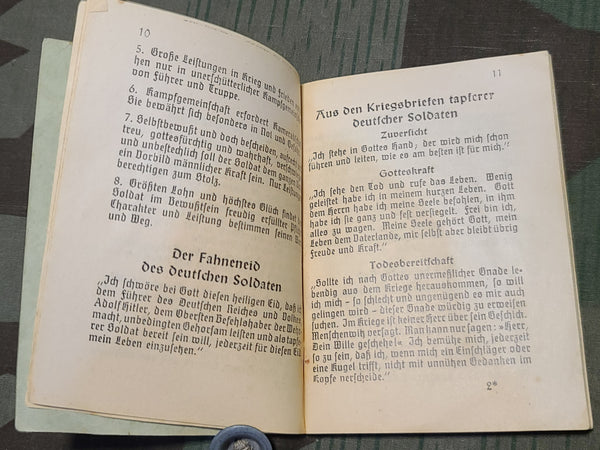 10
5. Große Leistungen in Krieg und Frieden
hen nur in unerschütterlicher Kampfgemein
von Führer und Truppe.
6. Kampfgemeinschaft erfordert Kamerad
Sie bewährt sich besonders in Not und
7. Selbstbewußt und doch bescheiden, aufrecht
treu, gottesfürchtig und wahrhaft, verschwie
und unbestechlich soll der Soldat dem ganzen
ein Vorbild männlicher Kraft sein. Nur Leistung
berechtigen zum Stolz.
8. Größten Lohn und höchstes Glück findet
Soldat im Bewußtsein freudig erfüllter Pfl
Charakter und Leistung bestimmen seinen
und Weg.
Der Fahneneid
des Deutschen Soldaten
„Ich schwöre bei Gott diesen heiligen Eid, daß ich
dem Führer des Deutschen Reiches und Volkes
Adolf Hitler, dem Obersten Befehlshaber der Wehr-
macht, unbedingten Gehorsam leisten und als tapfe-
rer Soldat bereit sein will, jederzeit für diesen Eid
mein Leben einzusetzen.“
11
Aus den Kriegsbriefen tapferer
deutscher Soldaten
Zuversicht
„Ich stehe in Gottes Hand; der wird mich schon
führen und leiten, wie es am besten ist für mich.“
Gotteskraft
„Ich sehe den Tod und rufe das Leben. Wenig
geleistet habe ich in meinem kurzen Leben. Gott
dem Herrn habe ich meine Seele befohlen, in ihm
habe ich sie ganz und fest versiegelt. Frei bin ich,
alles zu wagen. Meine Seele gehört Gott, mein
Leben dem Vaterlande, mir selbst aber bleibt übrig
Freude und Kraft.“
Todesbereitschaft
„Sollte ich nach Gottes unermeßlicher Gnade le-
bendig aus dem Kriege herauskommen, so will
ich mich – so schlecht und ungenügend es mir auch
gelingen wird – dieser Gnade würdig zu erweisen
suchen. Im Kriege ist keiner Herr über sein Geschick.
Menschenwitz versagt. Man kann nur sagen: »Herr,
Dein Wille geschehe!« Ich bemühe mich, jederzeit
so zu sein, daß ich, wenn mich ein Einschläger oder
eine Kugel trifft, nicht mit unnützen Gedanken im
Kopfe verscheide.“
2*